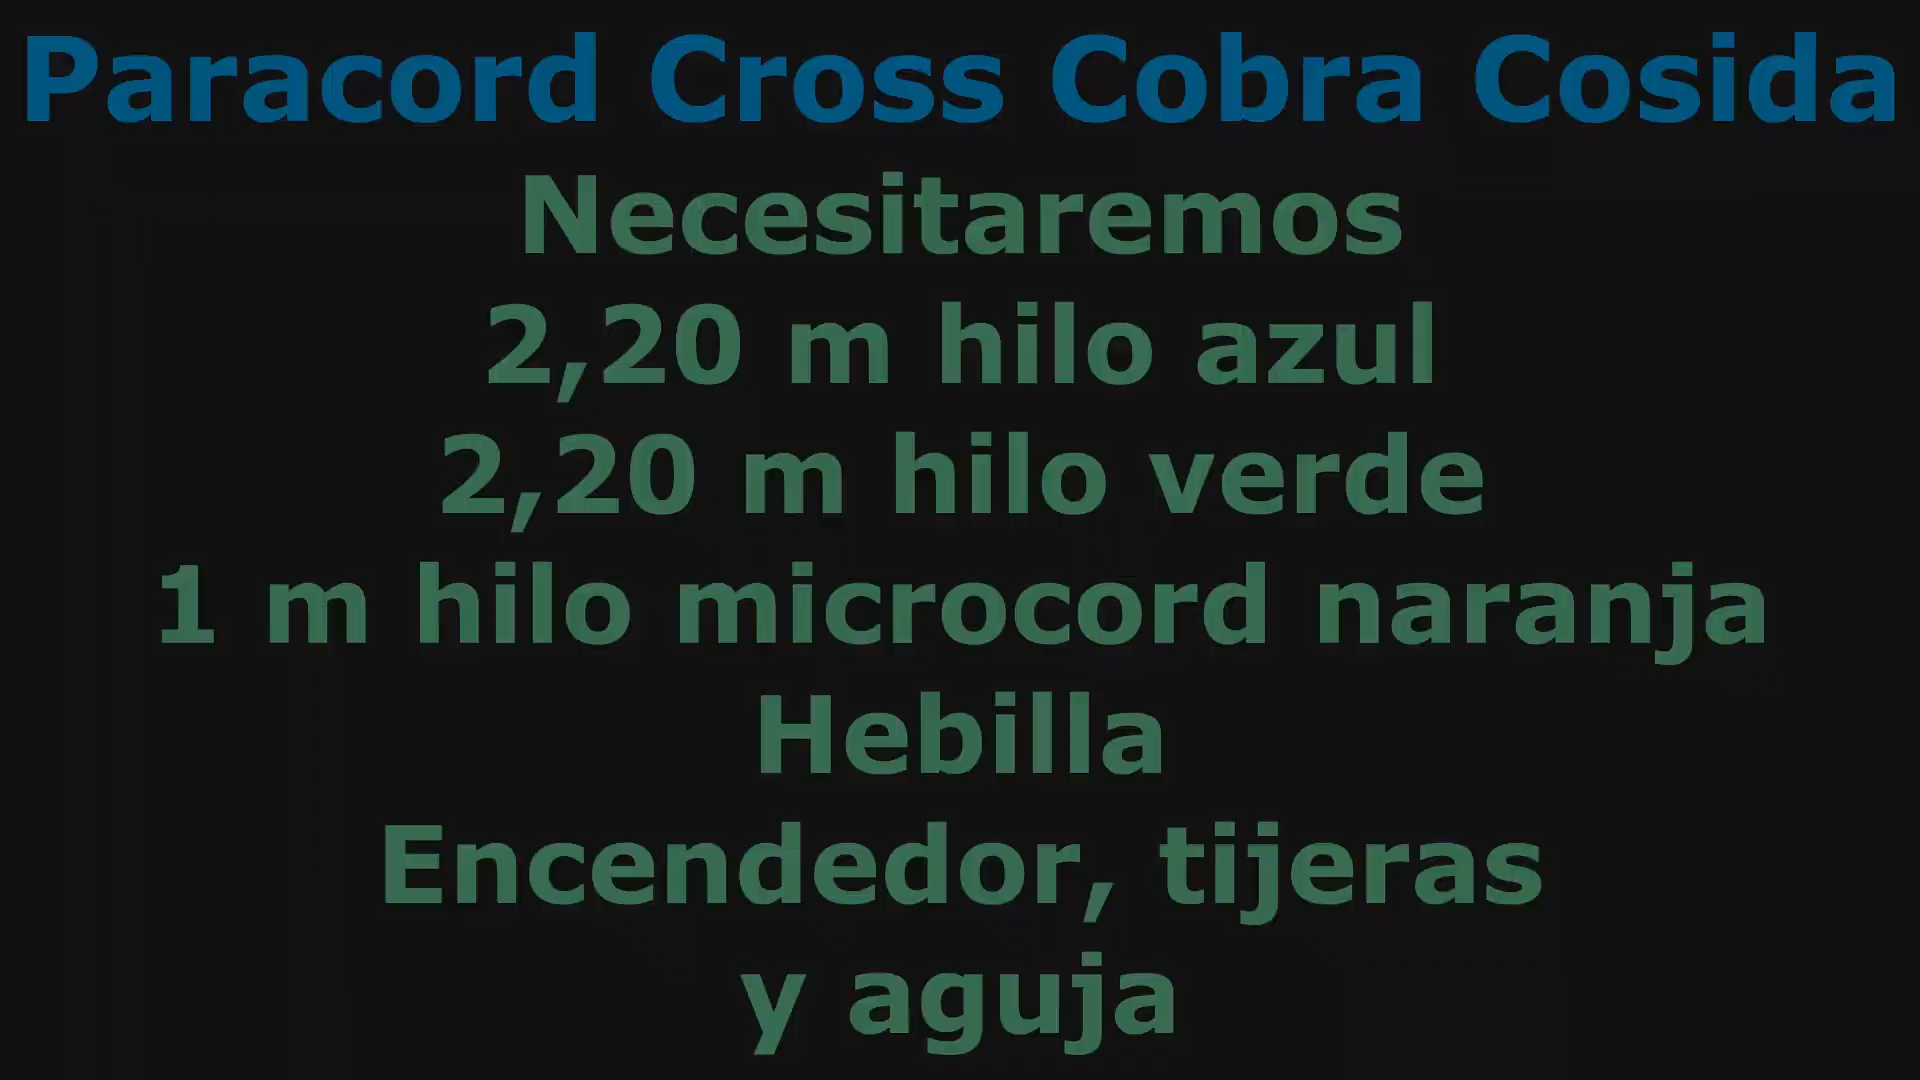 Paracord Cross Cobra Cosida
Necesitaremos
2,20 m hilo azul
2,20 m hilo verde
1 m hilo microcord naranja
Hebilla
Encendedor, tijeras
y aguja